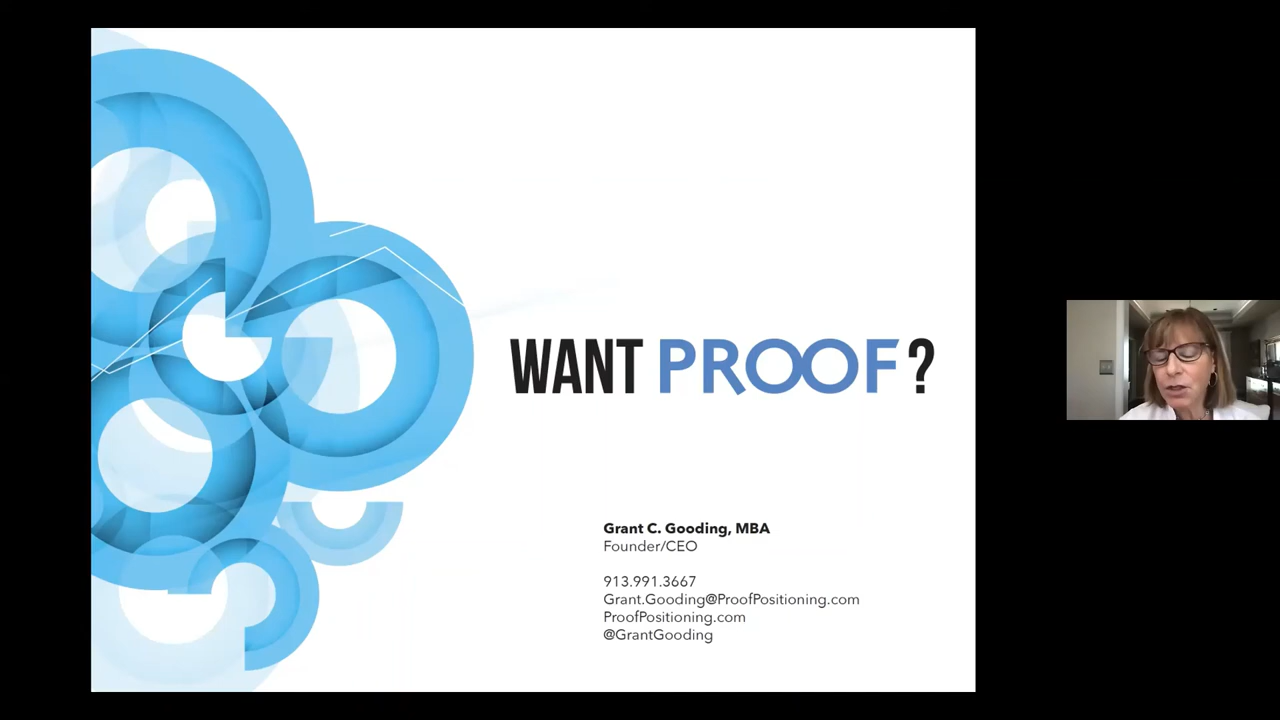 WANT PROOF?
Grant C. Gooding, MBA
Founder/CEO
913.991.3667
Grant.Gooding@ProofPositioning.com
ProofPositioning.com
@GrantGooding